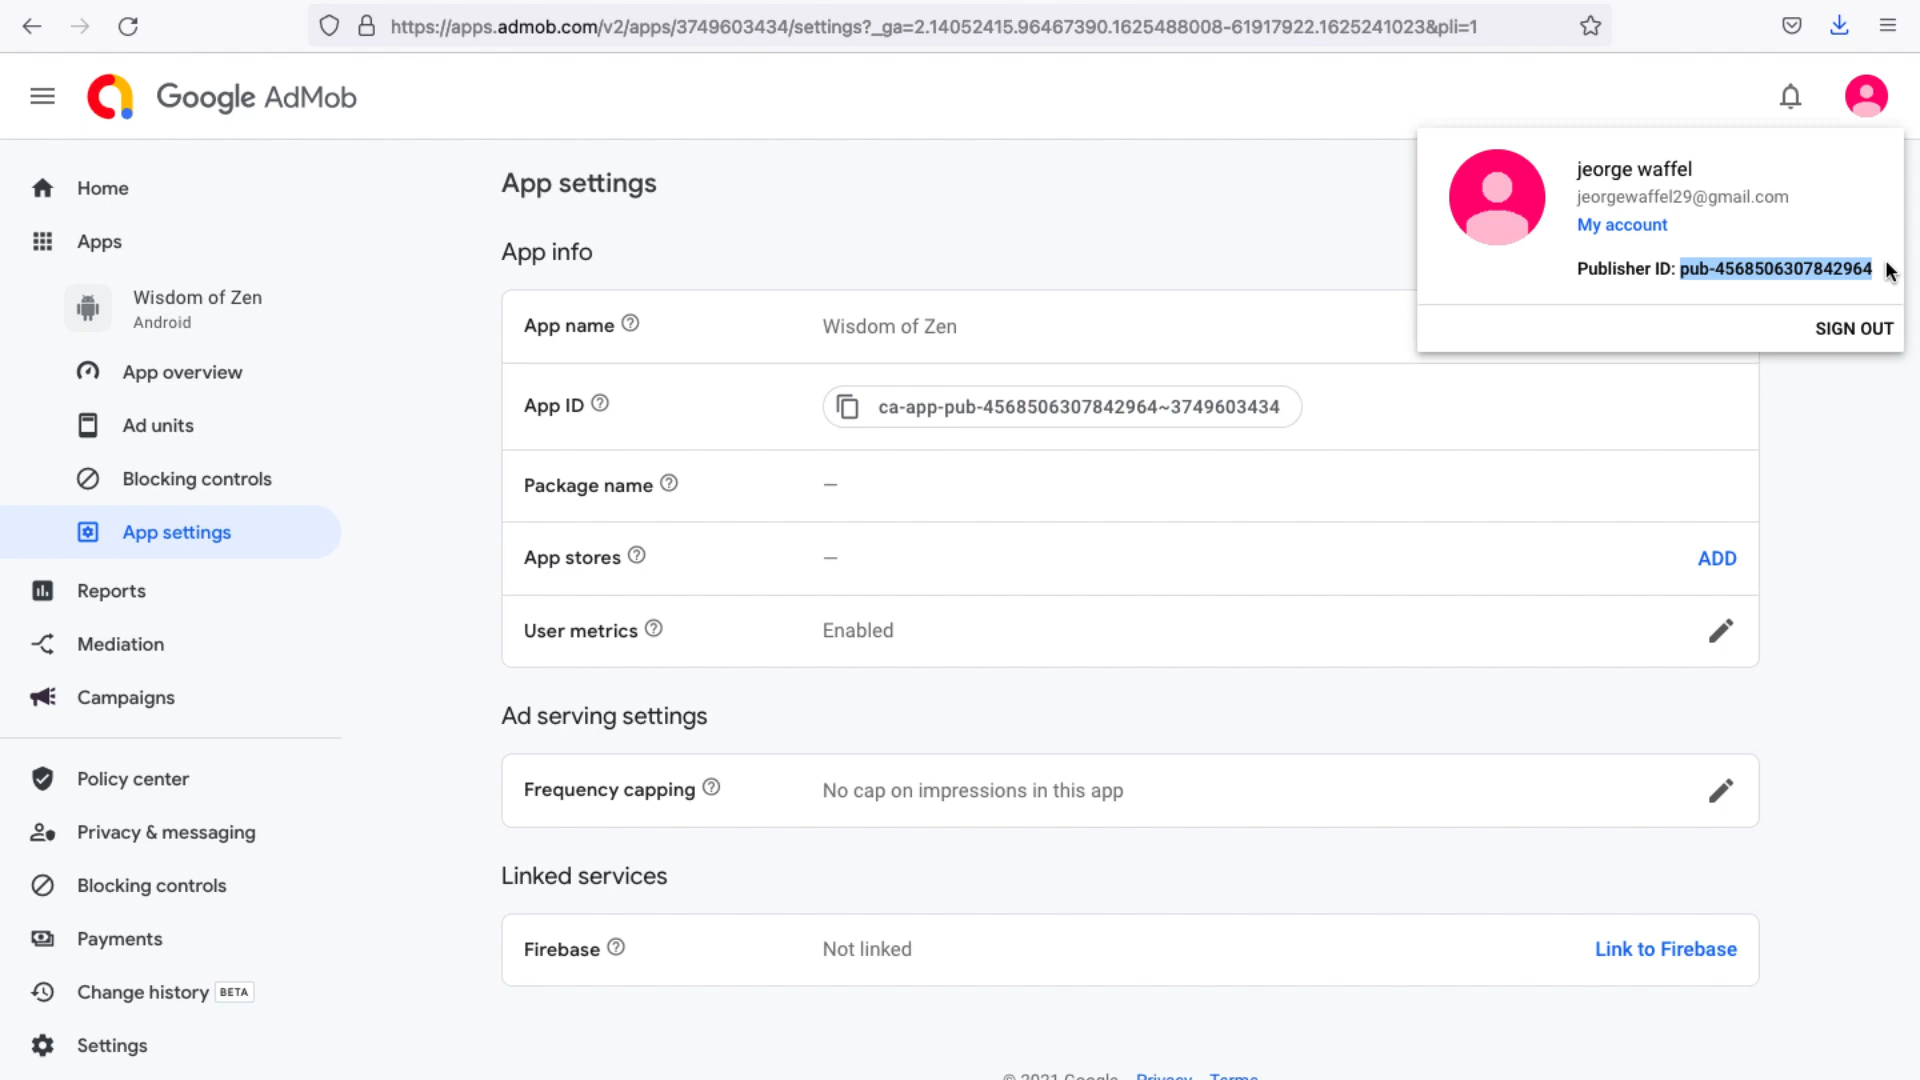 https://apps.admob.com/v2/apps/3749603434/settings?_ga=2.14052415.96467390.1625488008-61917922.1625241023&pli=1
Google AdMob
jeorge waffel
jeorgewaffel29@gmail.com
My account
Publisher ID: pub-4568506307842964
SIGN OUT
Home
Apps
Wisdom of Zen
Android
App overview
Ad units
Blocking controls
App settings
Reports
Mediation
Campaigns
Policy center
Privacy & messaging
Blocking controls
Payments
Change history BETA
Settings
App settings
App info
App name Wisdom of Zen
App ID ca-app-pub-4568506307842964~3749603434
Package name —
App stores — ADD
User metrics Enabled
Ad serving settings
Frequency capping No cap on impressions in this app
Linked services
Firebase Not linked Link to Firebase
© 2021 Google Privacy Terms